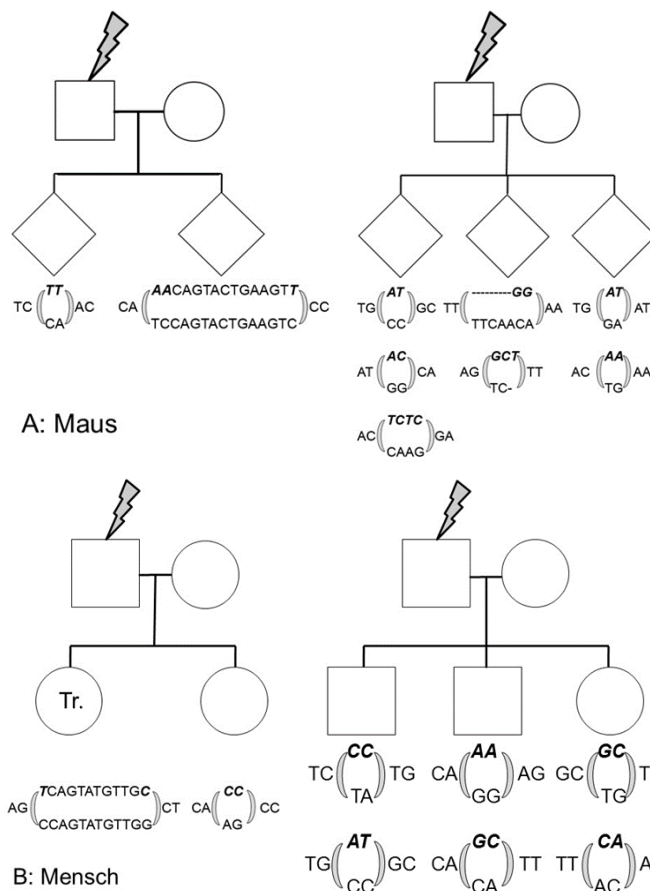 TT
TC ( ) AC
CA
AACAGTACTGAAGTT
CA ( ) CC
TCCAGTACTGAAGTC
AT
TG ( ) GC
CC
---------GG
TT ( ) AA
TTCAACA
AT
TG ( ) AT
GA
AC
AT ( ) CA
GG
GCT
AG ( ) TT
TC-
AA
AC ( ) AA
TG
TCTC
AC ( ) GA
CAAG
A: Maus
Tr.
TCAGTATGTTGC
AG ( ) CT
CCAGTATGTTGG
CC
CA ( ) CC
AG
CC
TC ( ) TG
TA
AA
CA ( ) AG
GG
GC
GC ( ) T
TG
AT
TG ( ) GC
CC
GC
CA ( ) TT
CA
CA
TT ( ) A
AC
B: Mensch